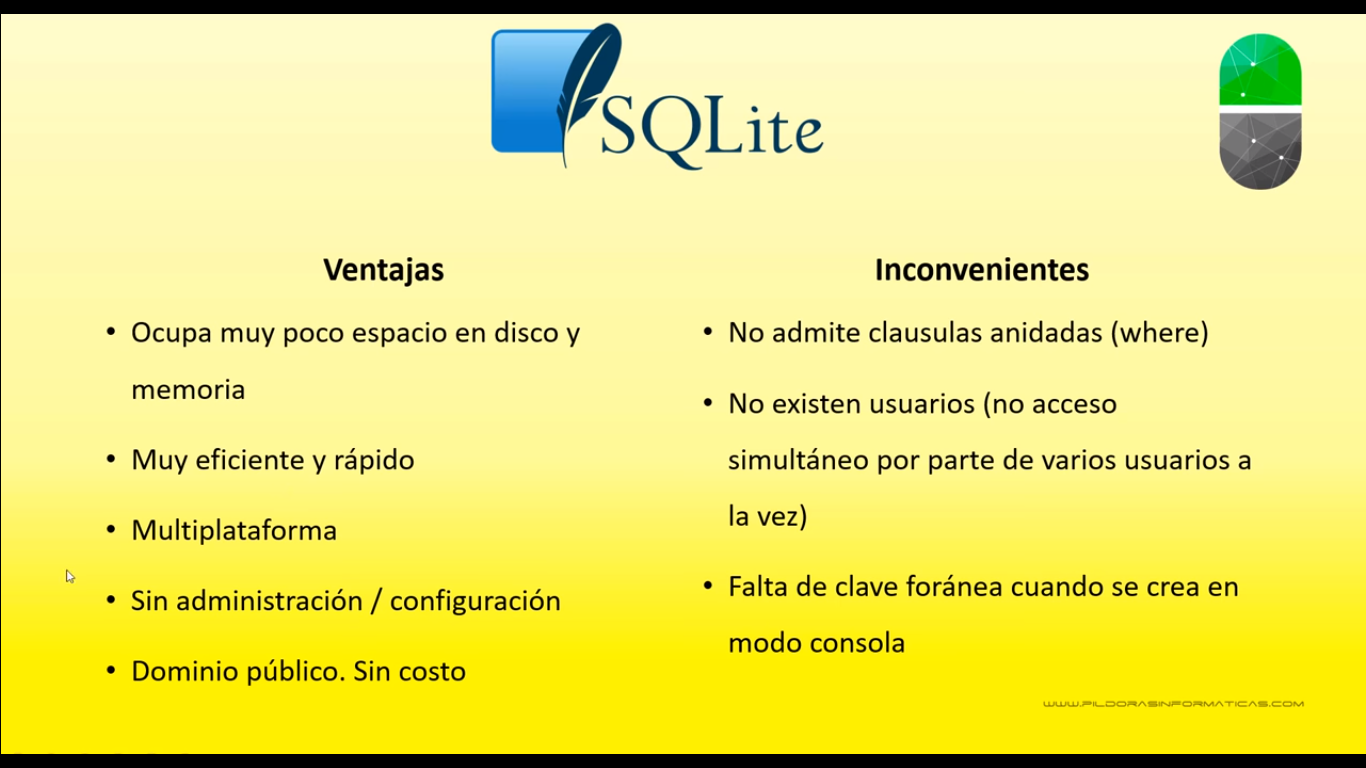 SQLite
Ventajas
• Ocupa muy poco espacio en disco y
memoria
• Muy eficiente y rápido
• Multiplataforma
• Sin administración / configuración
• Dominio público. Sin costo
Inconvenientes
• No admite clausulas anidadas (where)
• No existen usuarios (no acceso
simultáneo por parte de varios usuarios a
la vez)
• Falta de clave foránea cuando se crea en
modo consola
WWW.PILDORASINFORMATICAS.COM